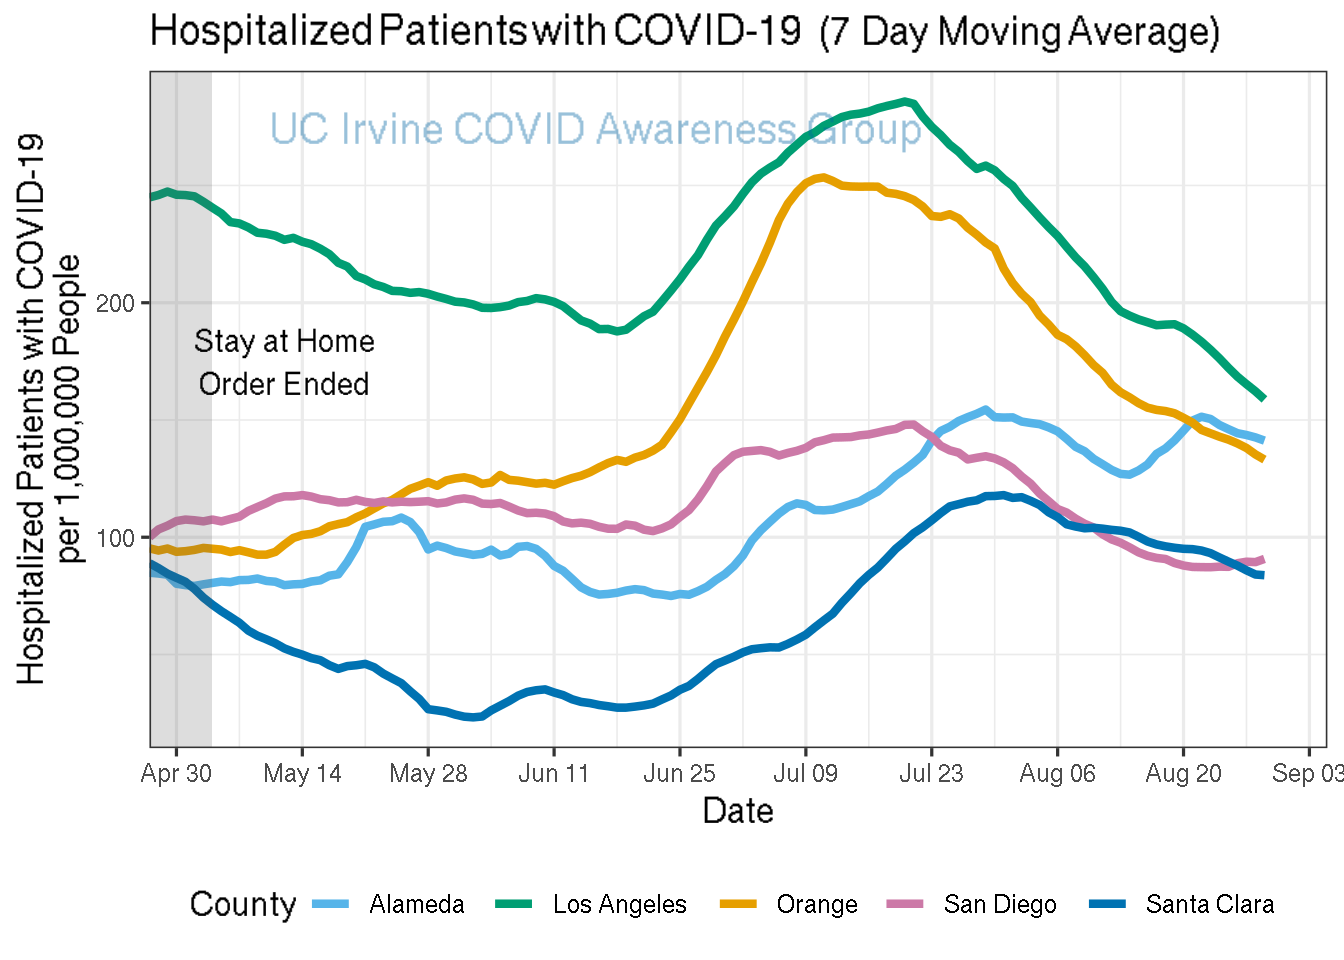 Hospitalized Patients with COVID-19 (7 Day Moving Average)
UC Irvine COVID Awareness Group
Hospitalized Patients with COVID-19
per 1,000,000 People
200
100
Stay at Home
Order Ended
Apr 30 May 14 May 28 Jun 11 Jun 25 Jul 09 Jul 23 Aug 06 Aug 20 Sep 03
Date
County Alameda Los Angeles Orange San Diego Santa Clara